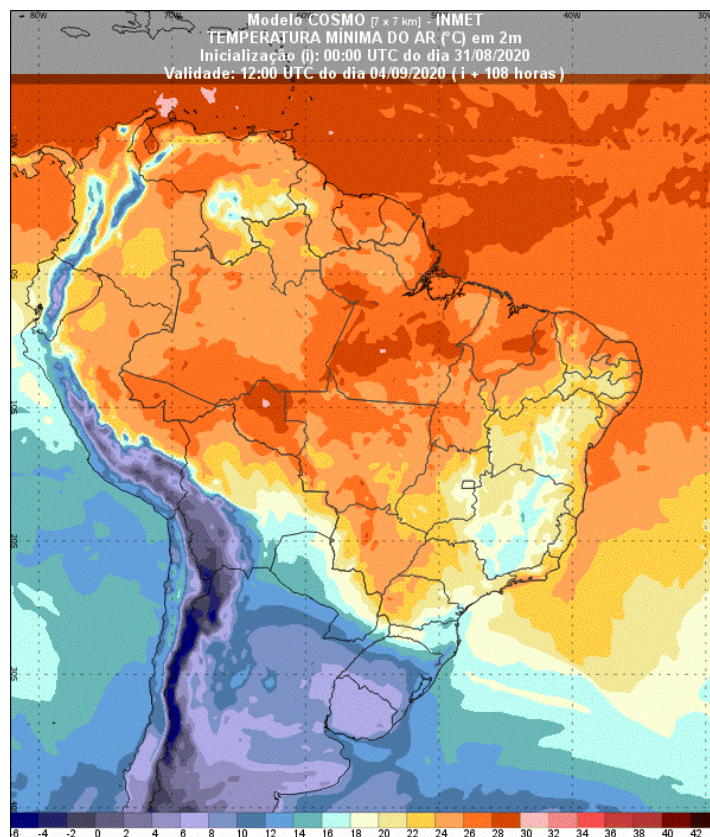 Modelo COSMO [7 x 7 km] - INMET
TEMPERATURA MÍNIMA DO AR (°C) em 2m
Inicialização (i): 00:00 UTC do dia 31/08/2020
Validade: 12:00 UTC do dia 04/09/2020 ( i + 108 horas )
80W 70W 60W 50W 40W 30W
10N
10S
20S
30S
-6 -4 -2 0 2 4 6 8 10 12 14 16 18 20 22 24 26 28 30 32 34 36 38 40 42